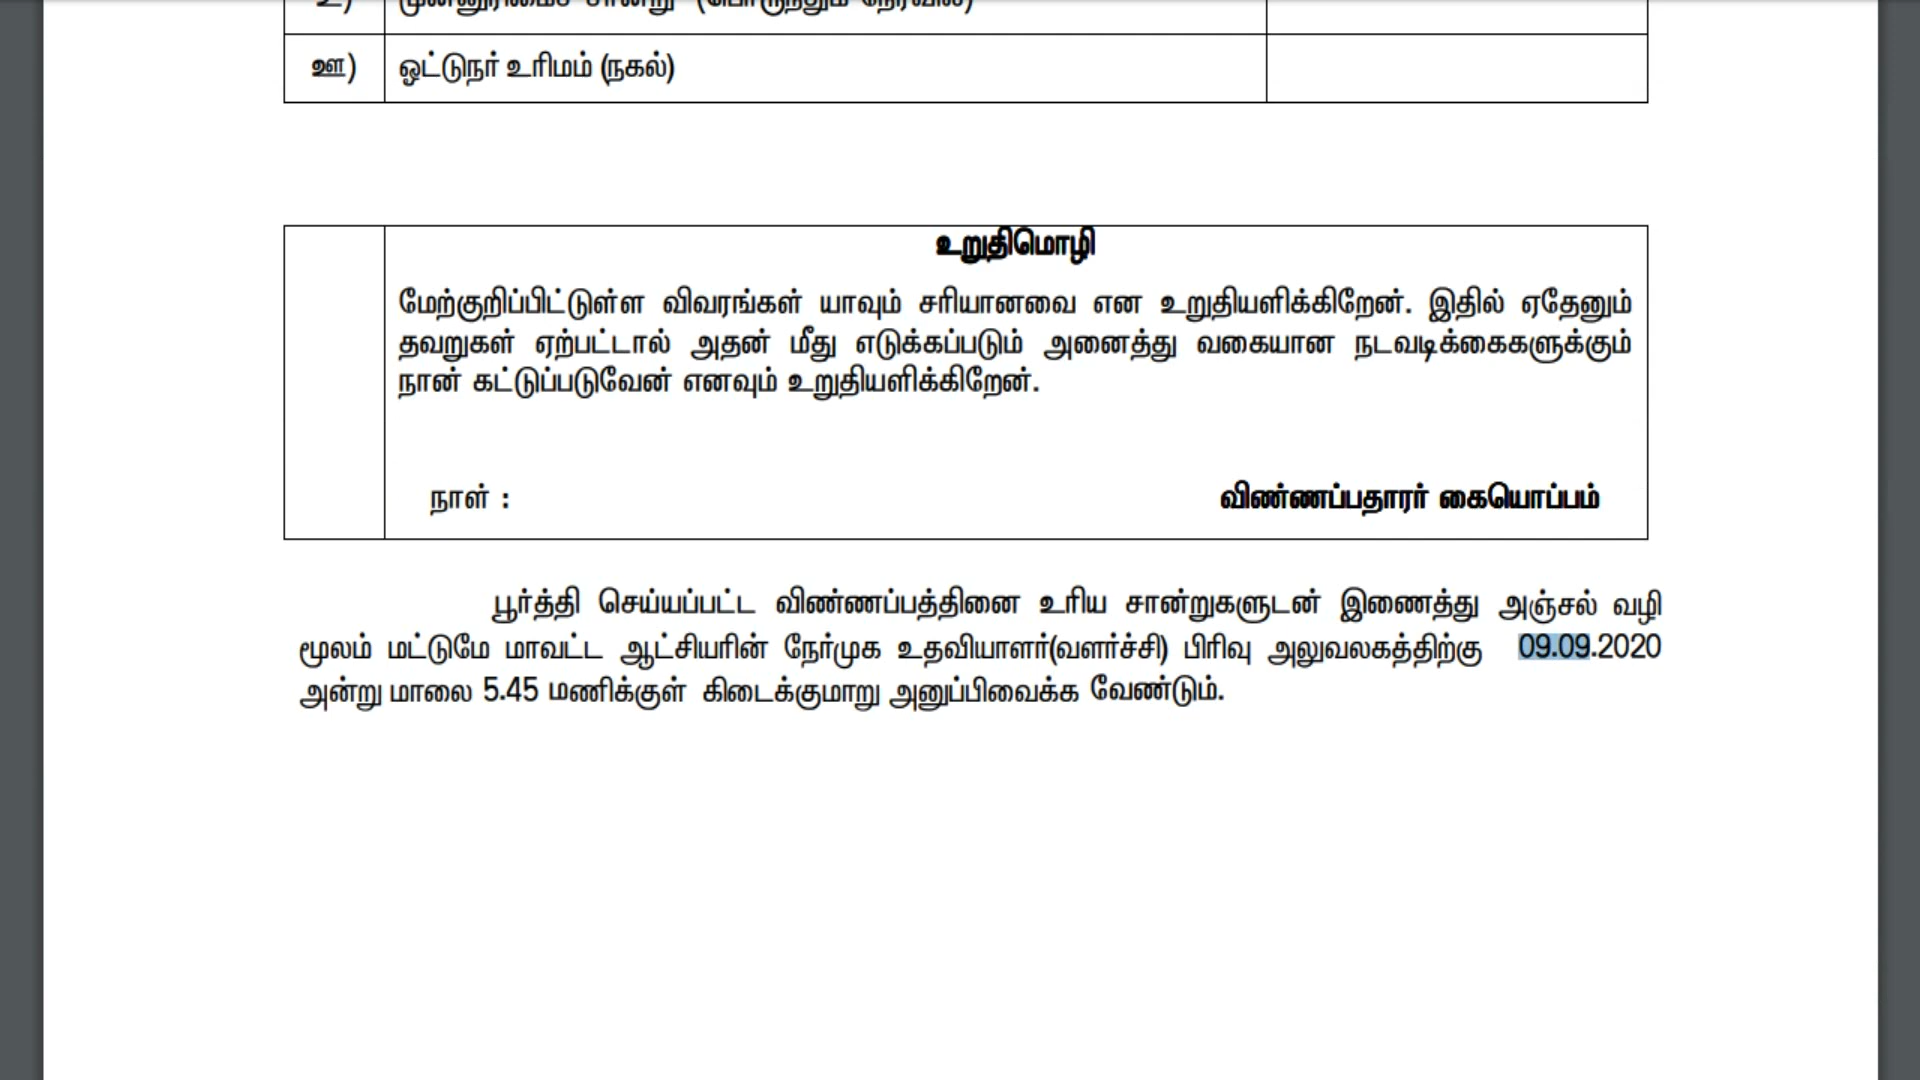 உ) முன்னுரிமைச் சான்று (பொருந்தும் நேர்வில்)
ஊ) ஓட்டுநர் உரிமம் (நகல்)
உறுதிமொழி
மேற்குறிப்பிட்டுள்ள விவரங்கள் யாவும் சரியானவை என உறுதியளிக்கிறேன். இதில் ஏதேனும்
தவறுகள் ஏற்பட்டால் அதன் மீது எடுக்கப்படும் அனைத்து வகையான நடவடிக்கைகளுக்கும்
நான் கட்டுப்படுவேன் எனவும் உறுதியளிக்கிறேன்.
நாள் : விண்ணப்பதாரர் கையொப்பம்
பூர்த்தி செய்யப்பட்ட விண்ணப்பத்தினை உரிய சான்றுகளுடன் இணைத்து அஞ்சல் வழி
மூலம் மட்டுமே மாவட்ட ஆட்சியரின் நேர்முக உதவியாளர்(வளர்ச்சி) பிரிவு அலுவலகத்திற்கு 09.09.2020
அன்று மாலை 5.45 மணிக்குள் கிடைக்குமாறு அனுப்பிவைக்க வேண்டும்.